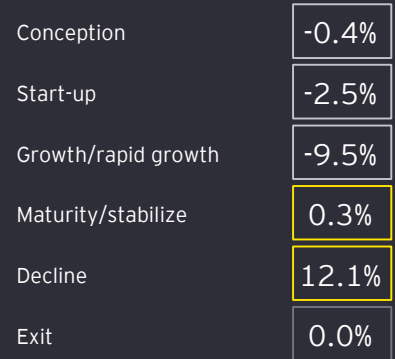 Conception -0.4%
Start-up -2.5%
Growth/rapid growth -9.5%
Maturity/stabilize 0.3%
Decline 12.1%
Exit 0.0%